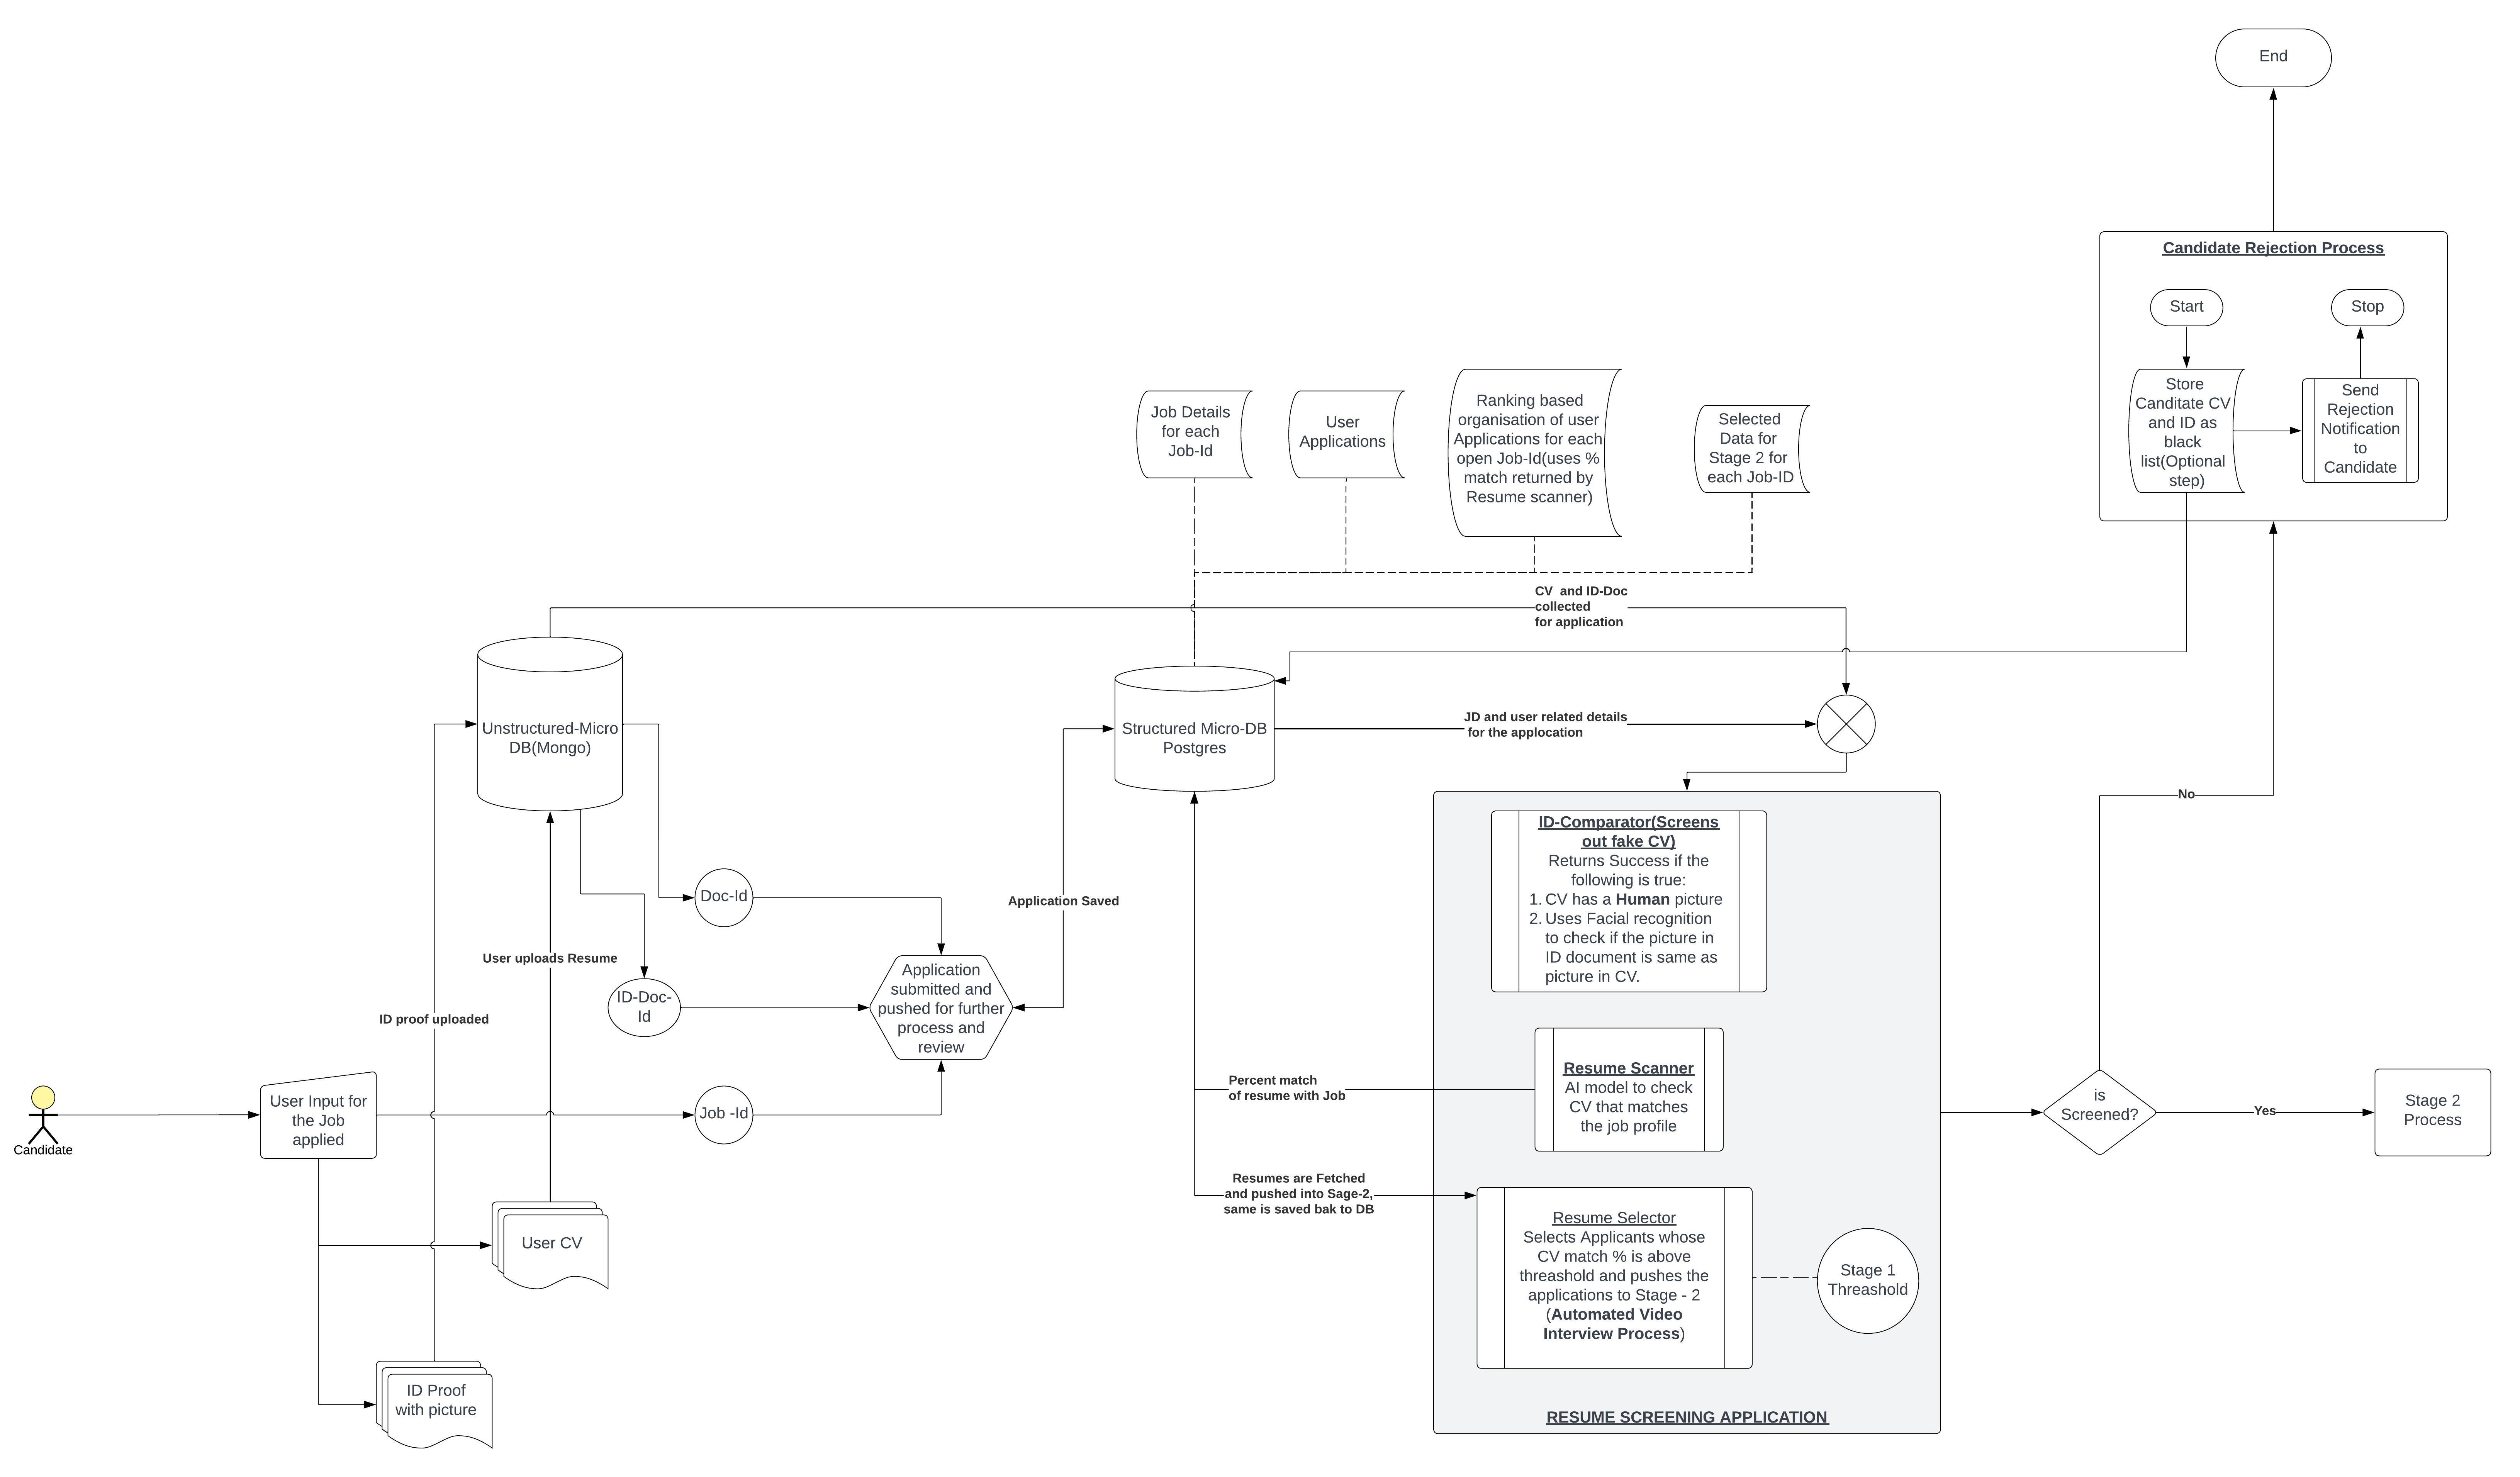 End
Candidate Rejection Process
Start
Stop
Store
Canditate CV
and ID as
black
list(Optional
step)
Send
Rejection
Notification
to
Candidate
Job Details
for each
Job-Id
User
Applications
Ranking based
organisation of user
Applications for each
open Job-Id(uses %
match returned by
Resume scanner)
Selected
Data for
Stage 2 for
each Job-ID
CV  and ID-Doc
collected
for application
Unstructured-Micro
DB(Mongo)
Structured Micro-DB
Postgres
JD and user related details
for the applocation
No
ID-Comparator(Screens
out fake CV)
Returns Success if the
following is true:
1. CV has a Human picture
2. Uses Facial recognition
to check if the picture in
ID document is same as
picture in CV.
Doc-Id
Application Saved
User uploads Resume
ID-Doc-
Id
Application
submitted and
pushed for further
process and
review
ID proof uploaded
Candidate
User Input for
the Job
applied
Job -Id
Percent match
of resume with Job
Resume Scanner
AI model to check
CV that matches
the job profile
is
Screened?
Yes
Stage 2
Process
Resumes are Fetched
and pushed into Sage-2,
same is saved bak to DB
User CV
Resume Selector
Selects Applicants whose
CV match % is above
threashold and pushes the
applications to Stage - 2
(Automated Video
Interview Process)
Stage 1
Threashold
ID Proof
with picture
RESUME SCREENING APPLICATION